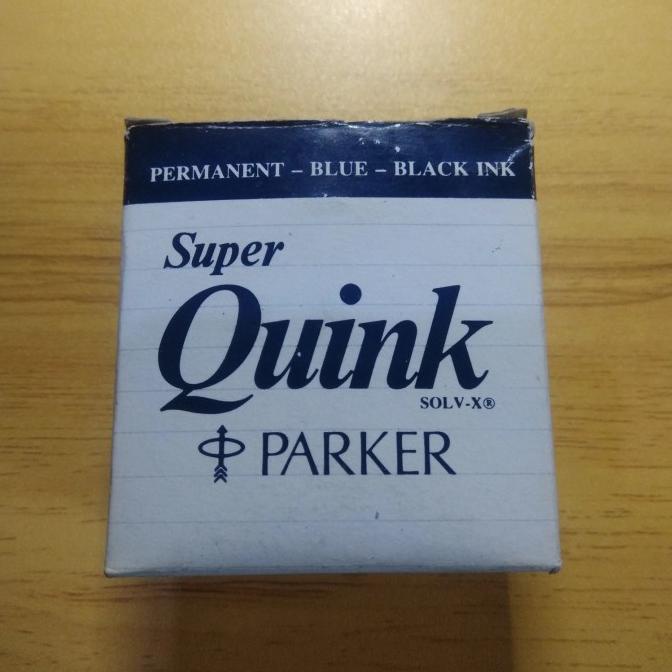 PERMANENT – BLUE – BLACK INK
Super
Quink
SOLV-X®
PARKER